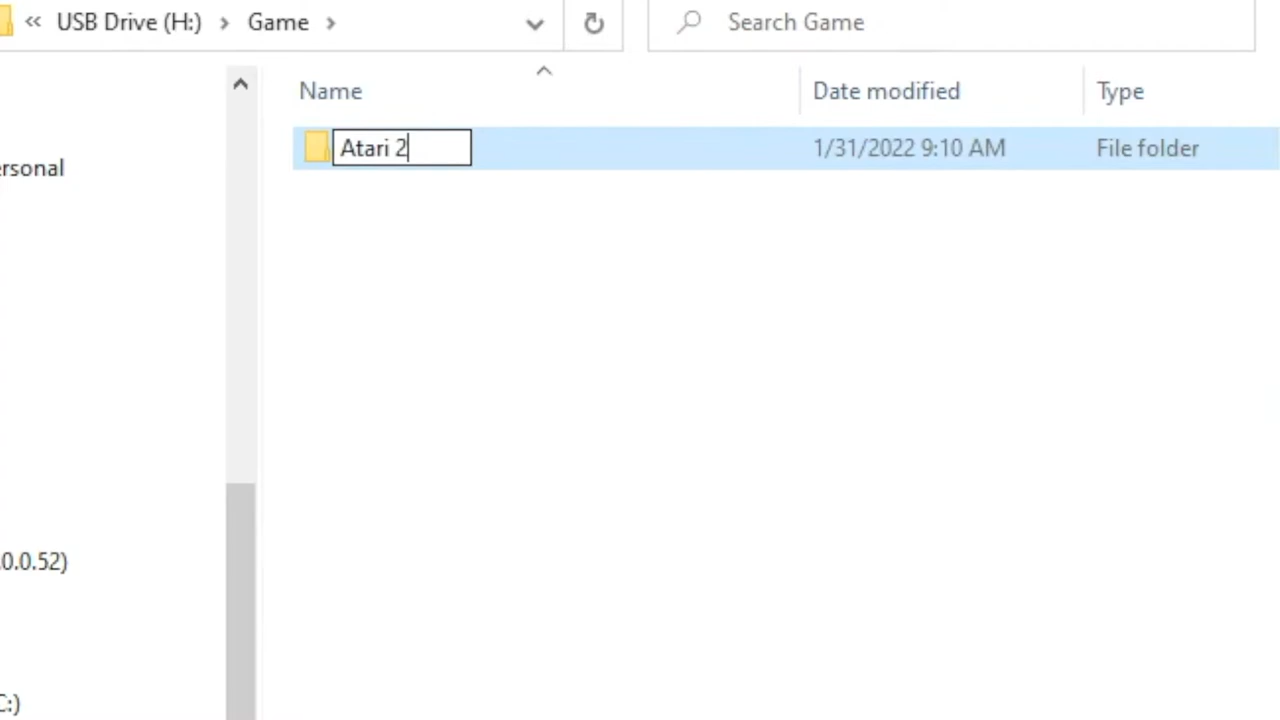 « USB Drive (H:) > Game >
Search Game
Name
Date modified
Type
Atari 2
1/31/2022 9:10 AM
File folder
ersonal
.0.0.52)
C:)